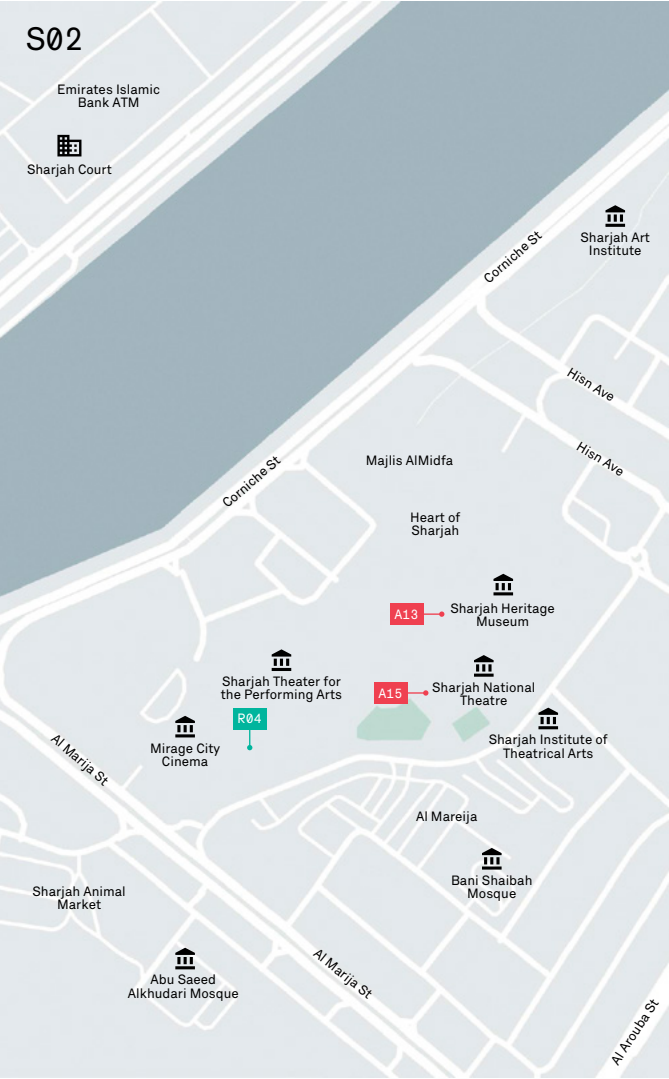 S02
Emirates Islamic
Bank ATM
Sharjah Court
Sharjah Art
Institute
Corniche St
Hisn Ave
Hisn Ave
Majlis AlMidfa
Corniche St
Heart of
Sharjah
A13
Sharjah Heritage
Museum
Sharjah Theater for
the Performing Arts
A15
Sharjah National
Theatre
R04
Mirage City
Cinema
Sharjah Institute of
Theatrical Arts
Al Marija St
Al Mareija
Bani Shaibah
Mosque
Sharjah Animal
Market
Abu Saeed
Alkhudari Mosque
Al Marija St
Al Arouba St